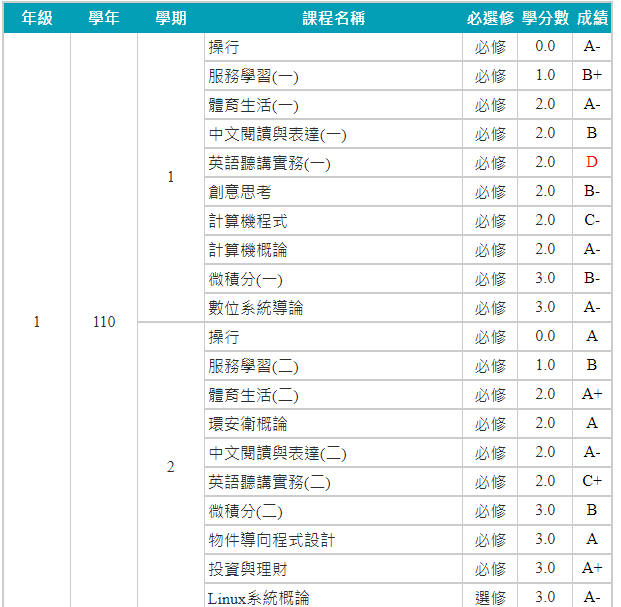 年級 學年 學期 課程名稱 必選修 學分數 成績
操行 必修 0.0 A-
服務學習(一) 必修 1.0 B+
體育生活(一) 必修 2.0 A-
中文閱讀與表達(一) 必修 2.0 B
英語聽講實務(一) 必修 2.0 D
1
創意思考 必修 2.0 B-
計算機程式 必修 2.0 C-
計算機概論 必修 2.0 A-
微積分(一) 必修 3.0 B-
數位系統導論 必修 3.0 A-
1 110
操行 必修 0.0 A
服務學習(二) 必修 1.0 B
體育生活(二) 必修 2.0 A+
環安衛概論 必修 2.0 A
中文閱讀與表達(二) 必修 2.0 A-
2
英語聽講實務(二) 必修 2.0 C+
微積分(二) 必修 3.0 B
物件導向程式設計 必修 3.0 A
投資與理財 必修 3.0 A+
Linux系統概論 選修 3.0 A-